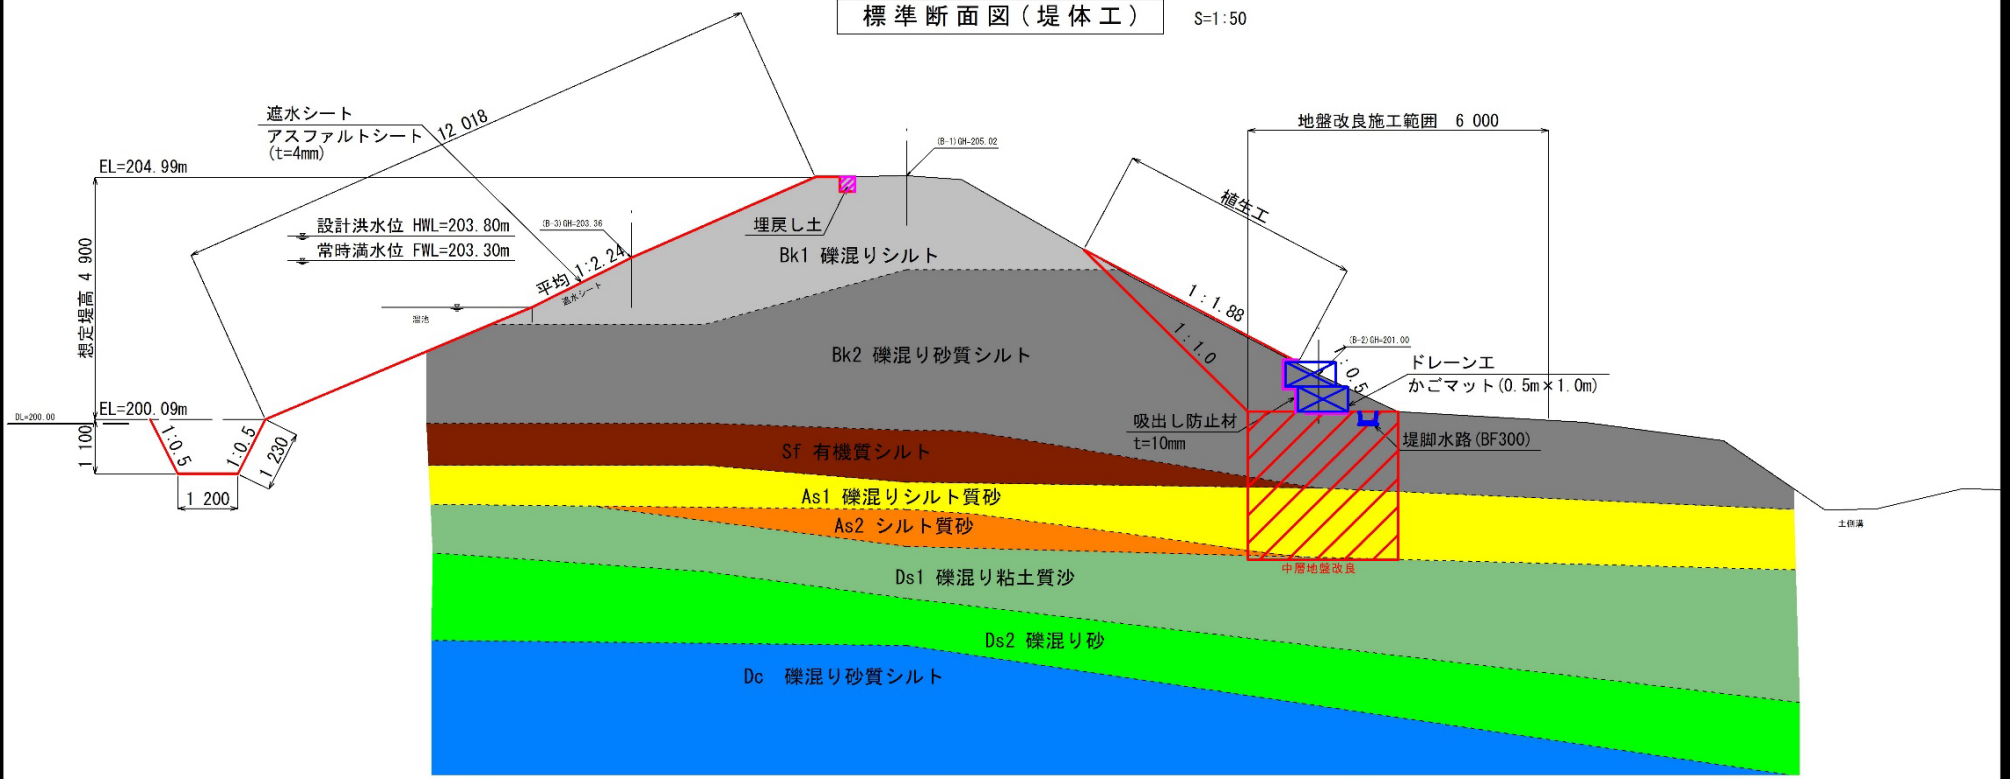 標準断面図(堤体工)
S=1:50
遮水シート
アスファルトシート
(t=4mm)
12 018
地盤改良施工範囲 6 000
(B-1)GH=205.02
EL=204.99m
植生工
設計洪水位 HWL=203.80m
(B-3)GH=203.36
埋戻し土
常時満水位 FWL=203.30m
Bk1 礫混りシルト
平均 1:2.24
遮水シート
想定堤高 4 900
溜池
1:1.88
1:1.0
(B-2)GH=201.00
1:0.5
Bk2 礫混り砂質シルト
ドレーン工
かごマット(0.5m×1.0m)
DL=200.00
EL=200.09m
吸出し防止材
t=10mm
堤脚水路(BF300)
1 100
1:0.5
1:0.5
1 230
Sf 有機質シルト
1 200
As1 礫混りシルト質砂
As2 シルト質砂
土側溝
中層地盤改良
Ds1 礫混り粘土質沙
Ds2 礫混り砂
Dc 礫混り砂質シルト